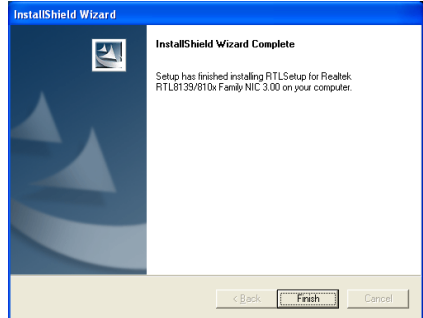 InstallShield Wizard
InstallShield Wizard Complete
Setup has finished installing RTLSetup for Realtek
RTL8139/810x Family NIC 3.00 on your computer.
< Back Finish Cancel